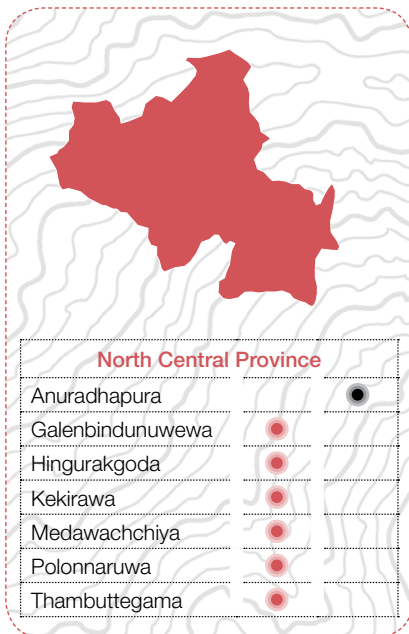 North Central Province
Anuradhapura
Galenbindunuwewa
Hingurakgoda
Kekirawa
Medawachchiya
Polonnaruwa
Thambuttegama